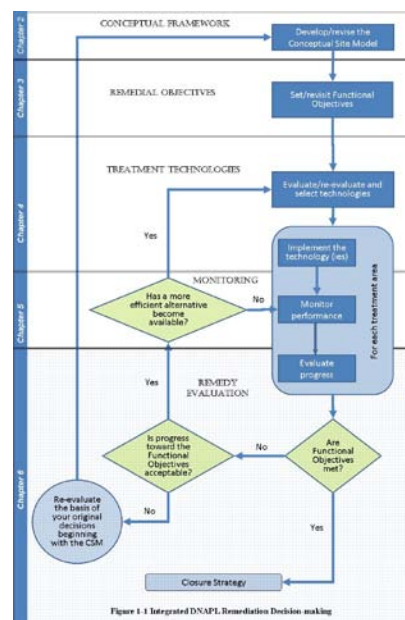 Chapter 2
CONCEPTUAL FRAMEWORK
Develop/revise the
Conceptual Site Model
Chapter 3
REMEDIAL OBJECTIVES
Set/revisit Functional
Objectives
Chapter 4
TREATMENT TECHNOLOGIES
Evaluate/re-evaluate and
select technologies
Yes
Implement the
technology (ies)
For each treatment area
Chapter 5
MONITORING
Has a more
efficient alternative
become
available?
No
Monitor
performance
Evaluate
progress
Chapter 6
Yes
REMEDY
EVALUATION
Is progress
toward the
Functional
Objectives
acceptable?
No
Are
Functional
Objectives
met?
Re-evaluate
the basis of
your original
decisions
beginning
with the CSM
No
Yes
Closure Strategy
Figure 1-1 Integrated DNAPL Remediation Decision-making